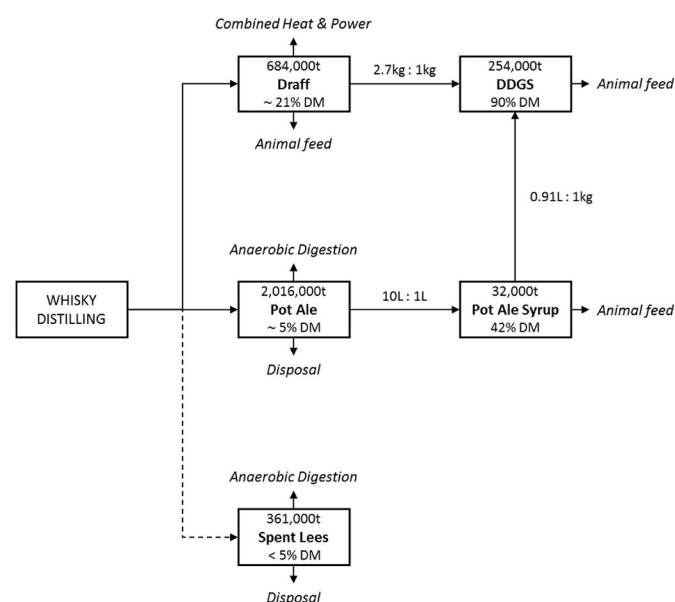 Combined Heat & Power
684,000t
Draff
~ 21% DM
2.7kg : 1kg
254,000t
DDGS
90% DM
Animal feed
Animal feed
0.91L : 1kg
Anaerobic Digestion
WHISKY
DISTILLING
2,016,000t
Pot Ale
~ 5% DM
10L : 1L
32,000t
Pot Ale Syrup
42% DM
Animal feed
Disposal
Anaerobic Digestion
361,000t
Spent Lees
< 5% DM
Disposal